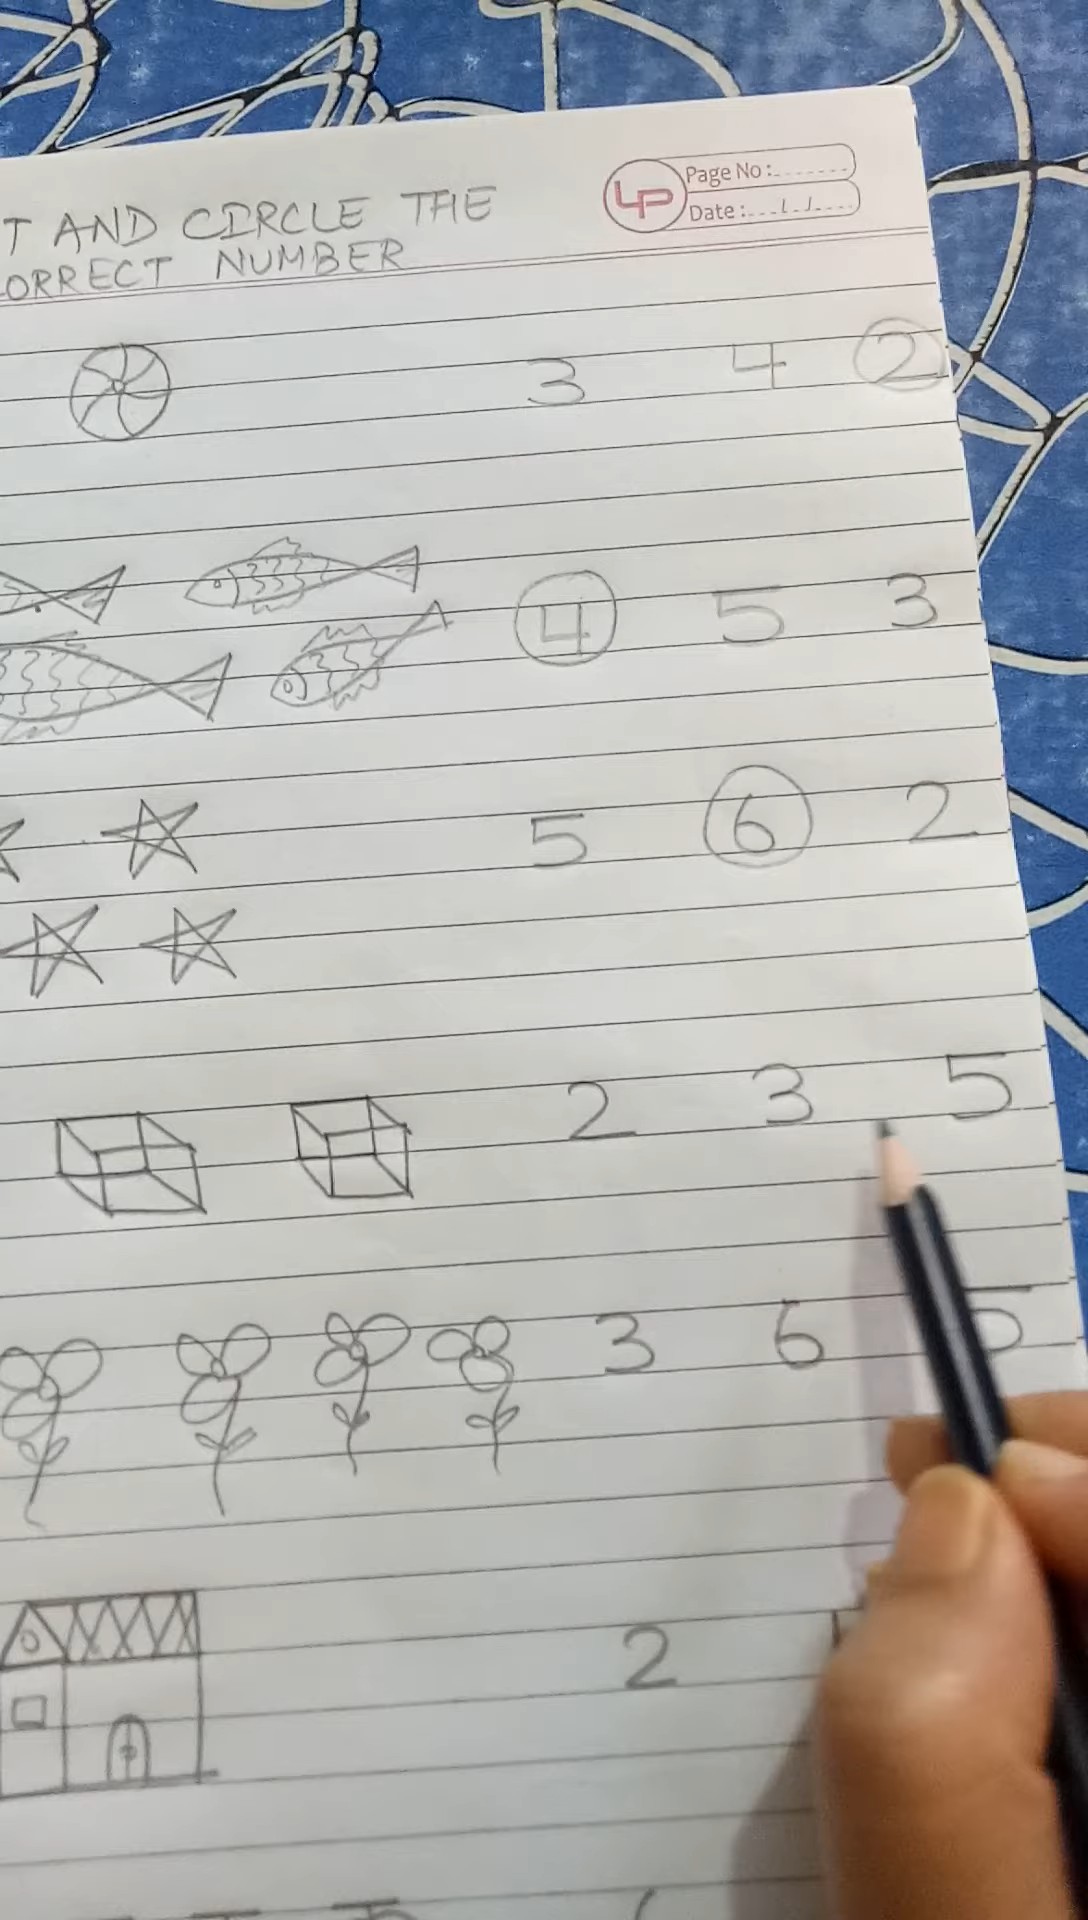 T AND CIRCLE THE
ORRECT NUMBER
LP
Page No :........
Date :...../...../.....
3 4 2
4 5 3
5 6 2
2 3 5
3 6 5
2